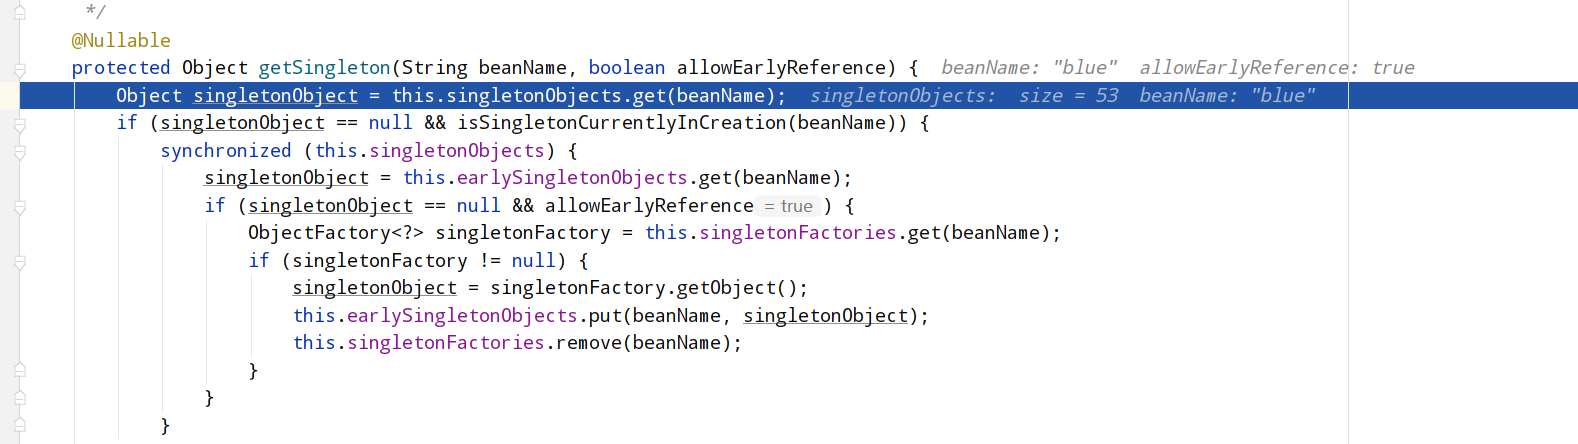 */
@Nullable
protected Object getSingleton(String beanName, boolean allowEarlyReference) {  beanName: "blue"  allowEarlyReference: true
Object singletonObject = this.singletonObjects.get(beanName);  singletonObjects:  size = 53  beanName: "blue"
if (singletonObject == null && isSingletonCurrentlyInCreation(beanName)) {
synchronized (this.singletonObjects) {
singletonObject = this.earlySingletonObjects.get(beanName);
if (singletonObject == null && allowEarlyReference = true ) {
ObjectFactory<?> singletonFactory = this.singletonFactories.get(beanName);
if (singletonFactory != null) {
singletonObject = singletonFactory.getObject();
this.earlySingletonObjects.put(beanName, singletonObject);
this.singletonFactories.remove(beanName);
}
}
}